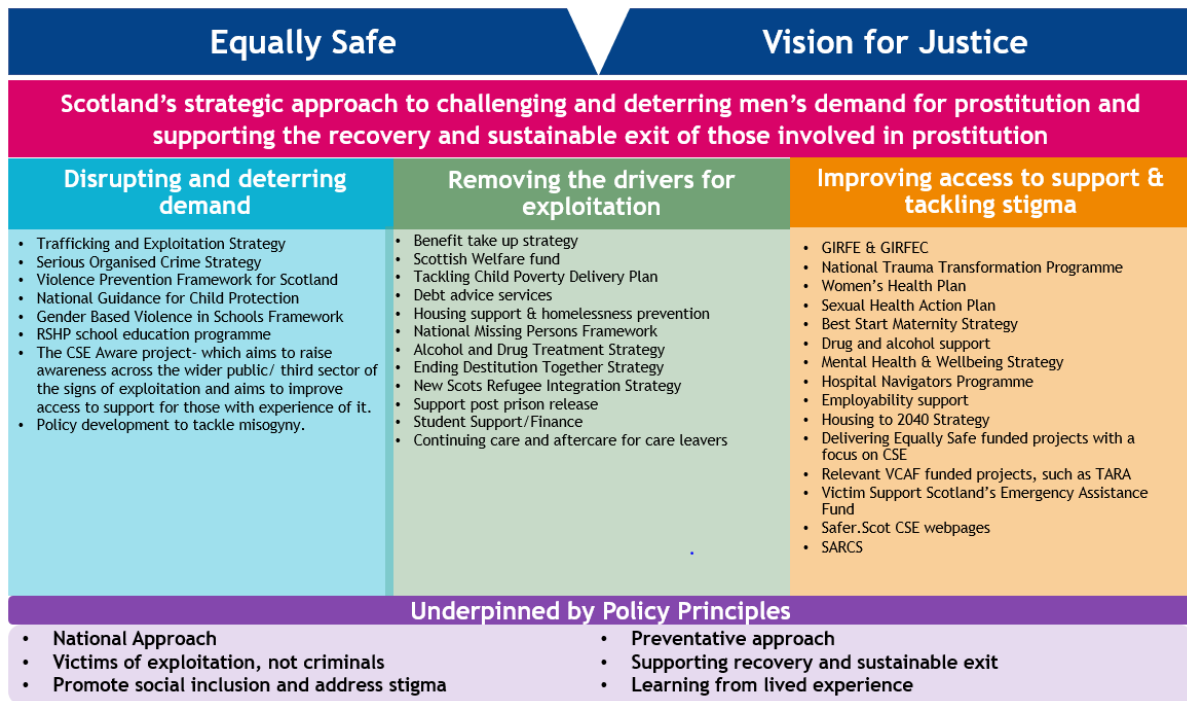 Equally Safe
Vision for Justice
Scotland's strategic approach to challenging and deterring men's demand for prostitution and
supporting the recovery and sustainable exit of those involved in prostitution
Disrupting and deterring
demand
• Trafficking and Exploitation Strategy
• Serious Organised Crime Strategy
• Violence Prevention Framework for Scotland
• National Guidance for Child Protection
• Gender Based Violence in Schools Framework
• RSHP school education programme
• The CSE Aware project- which aims to raise
awareness across the wider public/ third sector of
the signs of exploitation and aims to improve
access to support for those with experience of it.
• Policy development to tackle misogyny.
Removing the drivers for
exploitation
• Benefit take up strategy
• Scottish Welfare fund
• Tackling Child Poverty Delivery Plan
• Debt advice services
• Housing support & homelessness prevention
• National Missing Persons Framework
• Alcohol and Drug Treatment Strategy
• Ending Destitution Together Strategy
• New Scots Refugee Integration Strategy
• Support post prison release
• Student Support/Finance
• Continuing care and aftercare for care leavers
Improving access to support &
tackling stigma
• GIRFE & GIRFEC
• National Trauma Transformation Programme
• Women's Health Plan
• Sexual Health Action Plan
• Best Start Maternity Strategy
• Drug and alcohol support
• Mental Health & Wellbeing Strategy
• Hospital Navigators Programme
• Employability support
• Housing to 2040 Strategy
• Delivering Equally Safe funded projects with a
focus on CSE
• Relevant VCAF funded projects, such as TARA
• Victim Support Scotland's Emergency Assistance
Fund
• Safer.Scot CSE webpages
• SARCS
Underpinned by Policy Principles
• National Approach
• Victims of exploitation, not criminals
• Promote social inclusion and address stigma
• Preventative approach
• Supporting recovery and sustainable exit
• Learning from lived experience